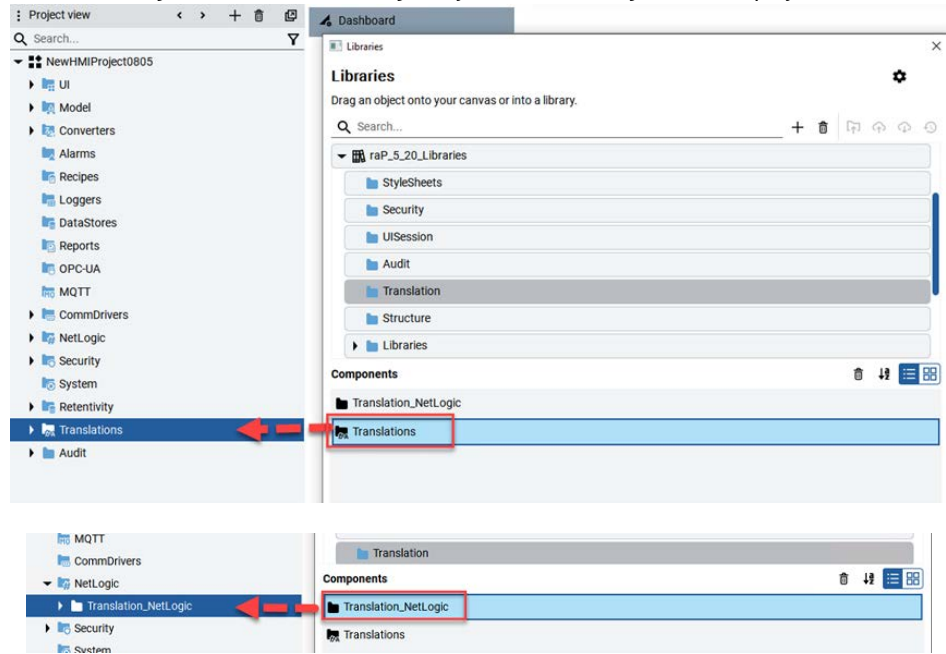 Project view
Search...
NewHMIProject0805
UI
Model
Converters
Alarms
Recipes
Loggers
DataStores
Reports
OPC-UA
MQTT
CommDrivers
NetLogic
Security
System
Retentivity
Translations
Audit
Dashboard
Libraries
Libraries
Drag an object onto your canvas or into a library.
Search...
raP_5_20_Libraries
StyleSheets
Security
UISession
Audit
Translation
Structure
Libraries
Components
Translation_NetLogic
Translations
MQTT
CommDrivers
NetLogic
Translation_NetLogic
Security
System
Translation
Components
Translation_NetLogic
Translations